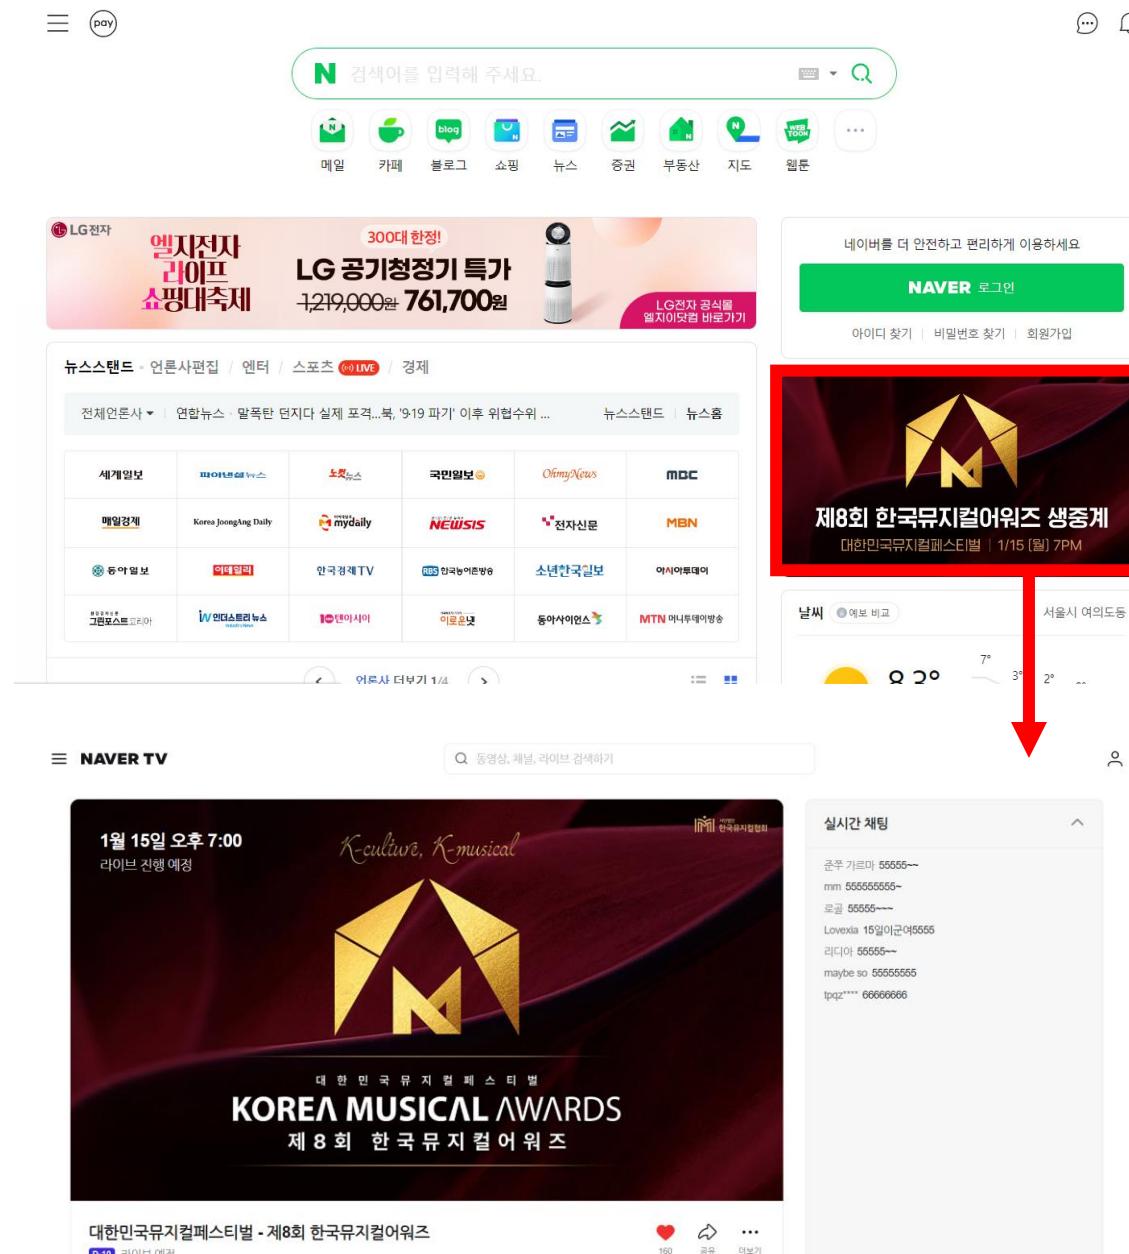 pay
N 검색어를 입력해 주세요.
메일 카페 블로그 쇼핑 뉴스 증권 부동산 지도 웹툰
LG전자
엘지전자
라이프
쇼핑대축제
300대 한정!
LG 공기청정기 특가
1,219,000원 761,700원
LG전자 공식몰
엘지이닷컴 바로가기
네이버를 더 안전하고 편리하게 이용하세요
NAVER 로그인
아이디 찾기 | 비밀번호 찾기 | 회원가입
뉴스스탠드 · 언론사편집 / 엔터 / 스포츠 LIVE / 경제
전체언론사 | 연합뉴스 · 말폭탄 던지다 실제 포격...북, '9·19 파기' 이후 위협수위 ... 뉴스스탠드 | 뉴스홈
세계일보 파이낸셜뉴스 노컷뉴스 국민일보 OhmyNews MBC
매일경제 Korea JoongAng Daily mydaily NEWSIS 전자신문 MBN
동아일보 이데일리 한국경제TV RBS 한국농어촌방송 소년한국일보 아시아투데이
그린포스트코리아 인더스트리뉴스 10 텐아시아 이로운넷 동아사이언스 MTN 머니투데이방송
언론사 더보기 1/4
제8회 한국뮤지컬어워즈 생중계
대한민국뮤지컬페스티벌 | 1/15 [월] 7PM
날씨 예보 비교 서울시 여의도동
8.3°
7° 3° 2°
NAVER TV
동영상, 채널, 라이브 검색하기
1월 15일 오후 7:00
라이브 진행 예정
K-culture, K-musical
한국뮤지컬협회
대한민국뮤지컬페스티벌
KOREA MUSICAL AWARDS
제8회 한국뮤지컬어워즈
대한민국뮤지컬페스티벌 - 제8회 한국뮤지컬어워즈
160 공유 더보기
라이브 예정
실시간 채팅
준쭈 가르마 55555~~
mm 555555555~
로골 55555~~~
Lovexia 15일이군여5555
리디아 55555~~
maybe so 55555555
tpqz**** 66666666